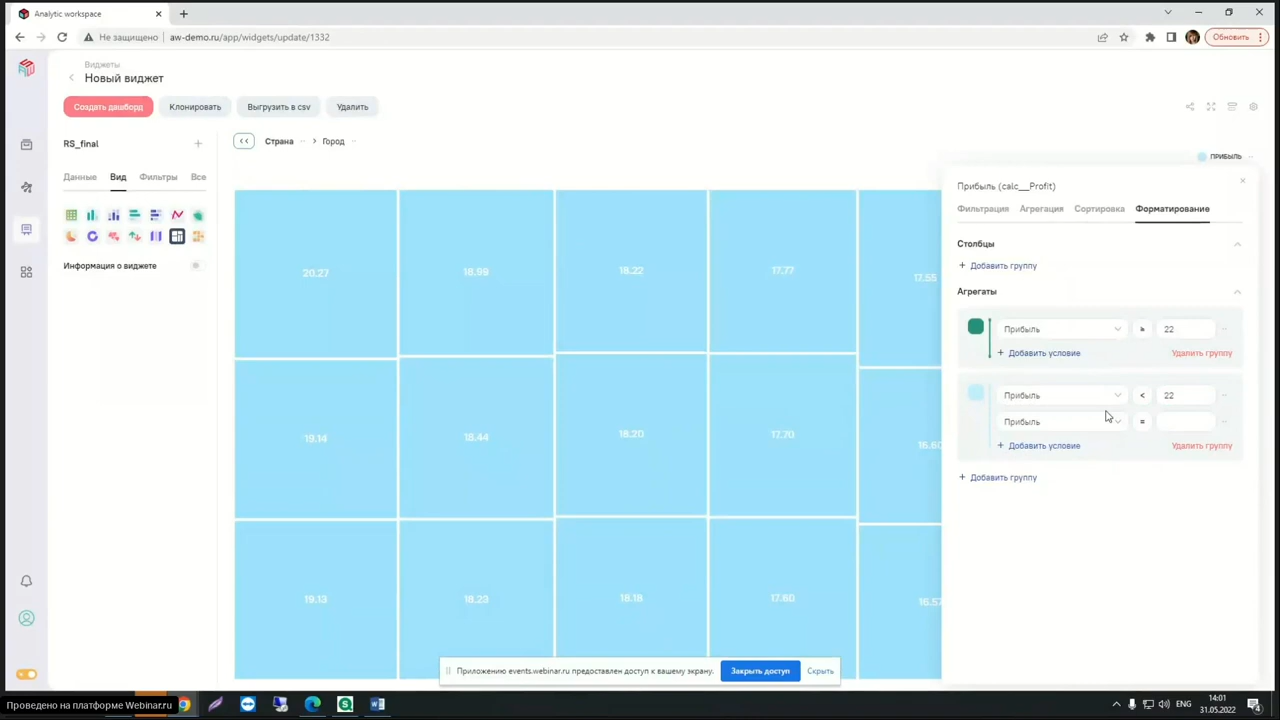 Analytic workspace
Не защищено
aw-demo.ru/app/widgets/update/1332
Обновить
Виджеты
Новый виджет
Создать дашборд
Клонировать
Выгрузить в csv
Удалить
RS_final
Страна
Город
ПРИБЫЛЬ
Данные
Вид
Фильтры
Все
Информация о виджете
20.27
18.99
18.22
17.77
17.55
19.14
18.44
18.20
17.70
16.60
19.13
18.23
18.18
17.60
16.57
Прибыль (calc__Profit)
Фильтрация
Агрегация
Сортировка
Форматирование
Столбцы
+ Добавить группу
Агрегаты
Прибыль
22
+ Добавить условие
Удалить группу
Прибыль < 22
Прибыль =
+ Добавить условие
Удалить группу
+ Добавить группу
Приложению events.webinar.ru предоставлен доступ к вашему экрану.
Закрыть доступ
Скрыть
Проведено на платформе Webinar.ru
ENG
14:01
31.05.2022
4